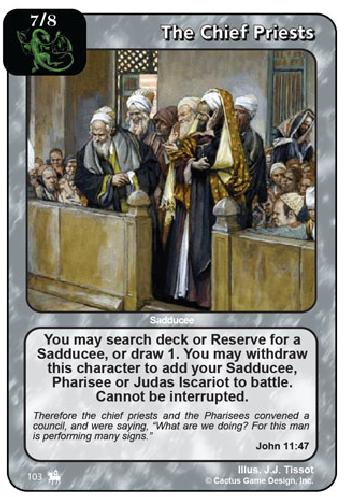 7/8
The Chief Priests
Sadducee
You may search deck or Reserve for a
Sadducee, or draw 1. You may withdraw
this character to add your Sadducee,
Pharisee or Judas Iscariot to battle.
Cannot be interrupted.
Therefore the chief priests and the Pharisees convened a
council, and were saying, "What are we doing? For this man
is performing many signs."
John 11:47
Illus. J.J. Tissot
103
© Cactus Game Design, Inc.